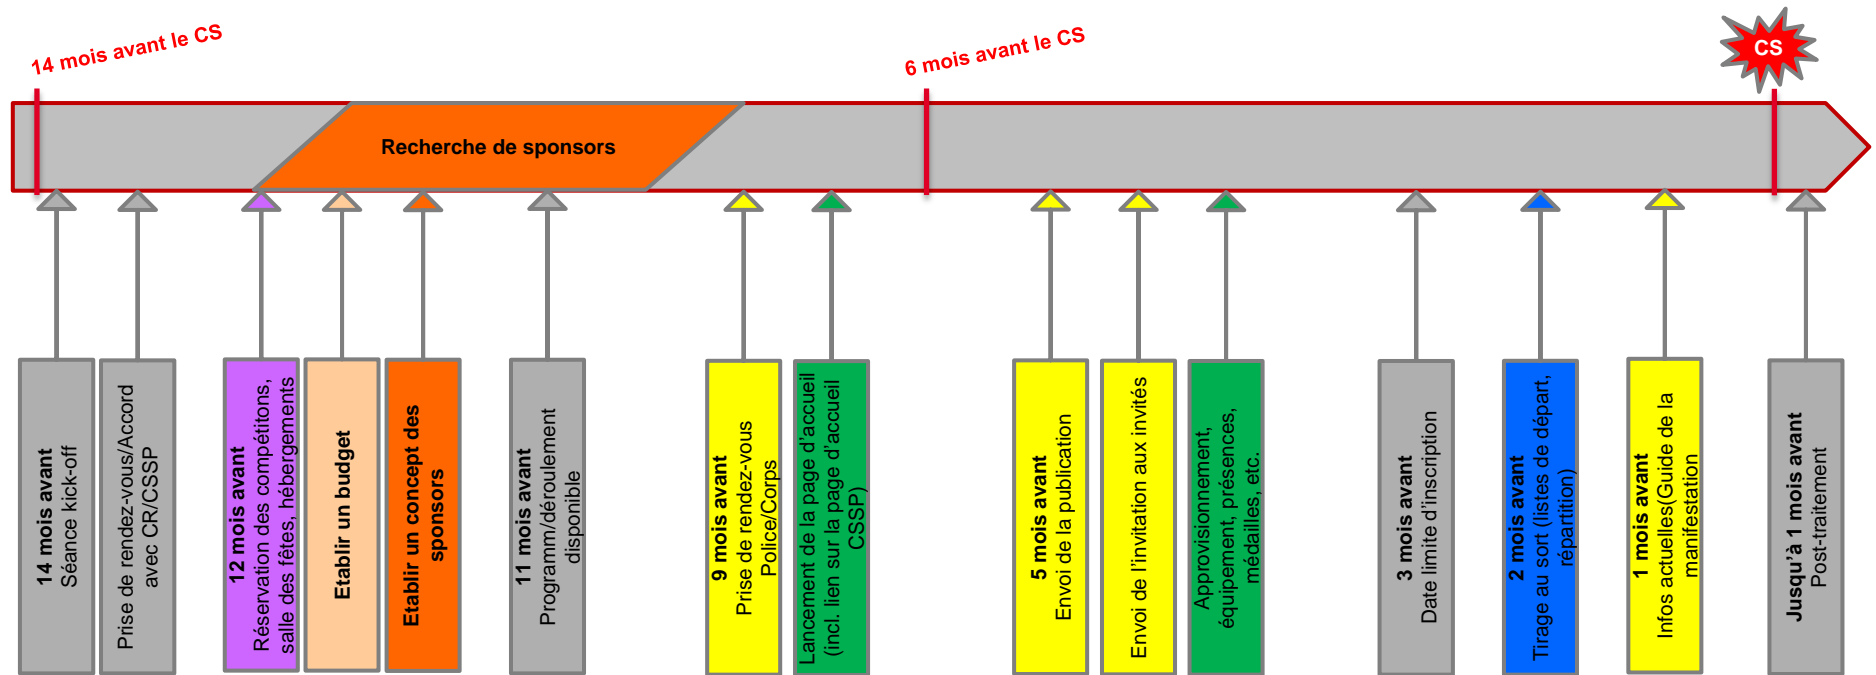 14 mois avant le CS
6 mois avant le CS
CS
Recherche de sponsors
14 mois avant
Séance kick-off
Prise de rendez-vous/Accord
avec CR/CSSP
12 mois avant
Réservation des compétitons,
salle des fêtes, hébergements
Etablir un budget
Etablir un concept des
sponsors
11 mois avant
Programm/déroulement
disponible
9 mois avant
Prise de rendez-vous
Police/Corps
Lancement de la page d'accueil
(incl. lien sur la page d'accueil
CSSP)
5 mois avant
Envoi de la publication
Envoi de l'invitation aux invités
Approvisionnement,
équipement, présences,
médailles, etc.
3 mois avant
Date limite d'inscription
2 mois avant
Tirage au sort (listes de départ,
répartition)
1 mois avant
Infos actuelles(Guide de la
manifestation
Jusqu'à 1 mois avant
Post-traitement